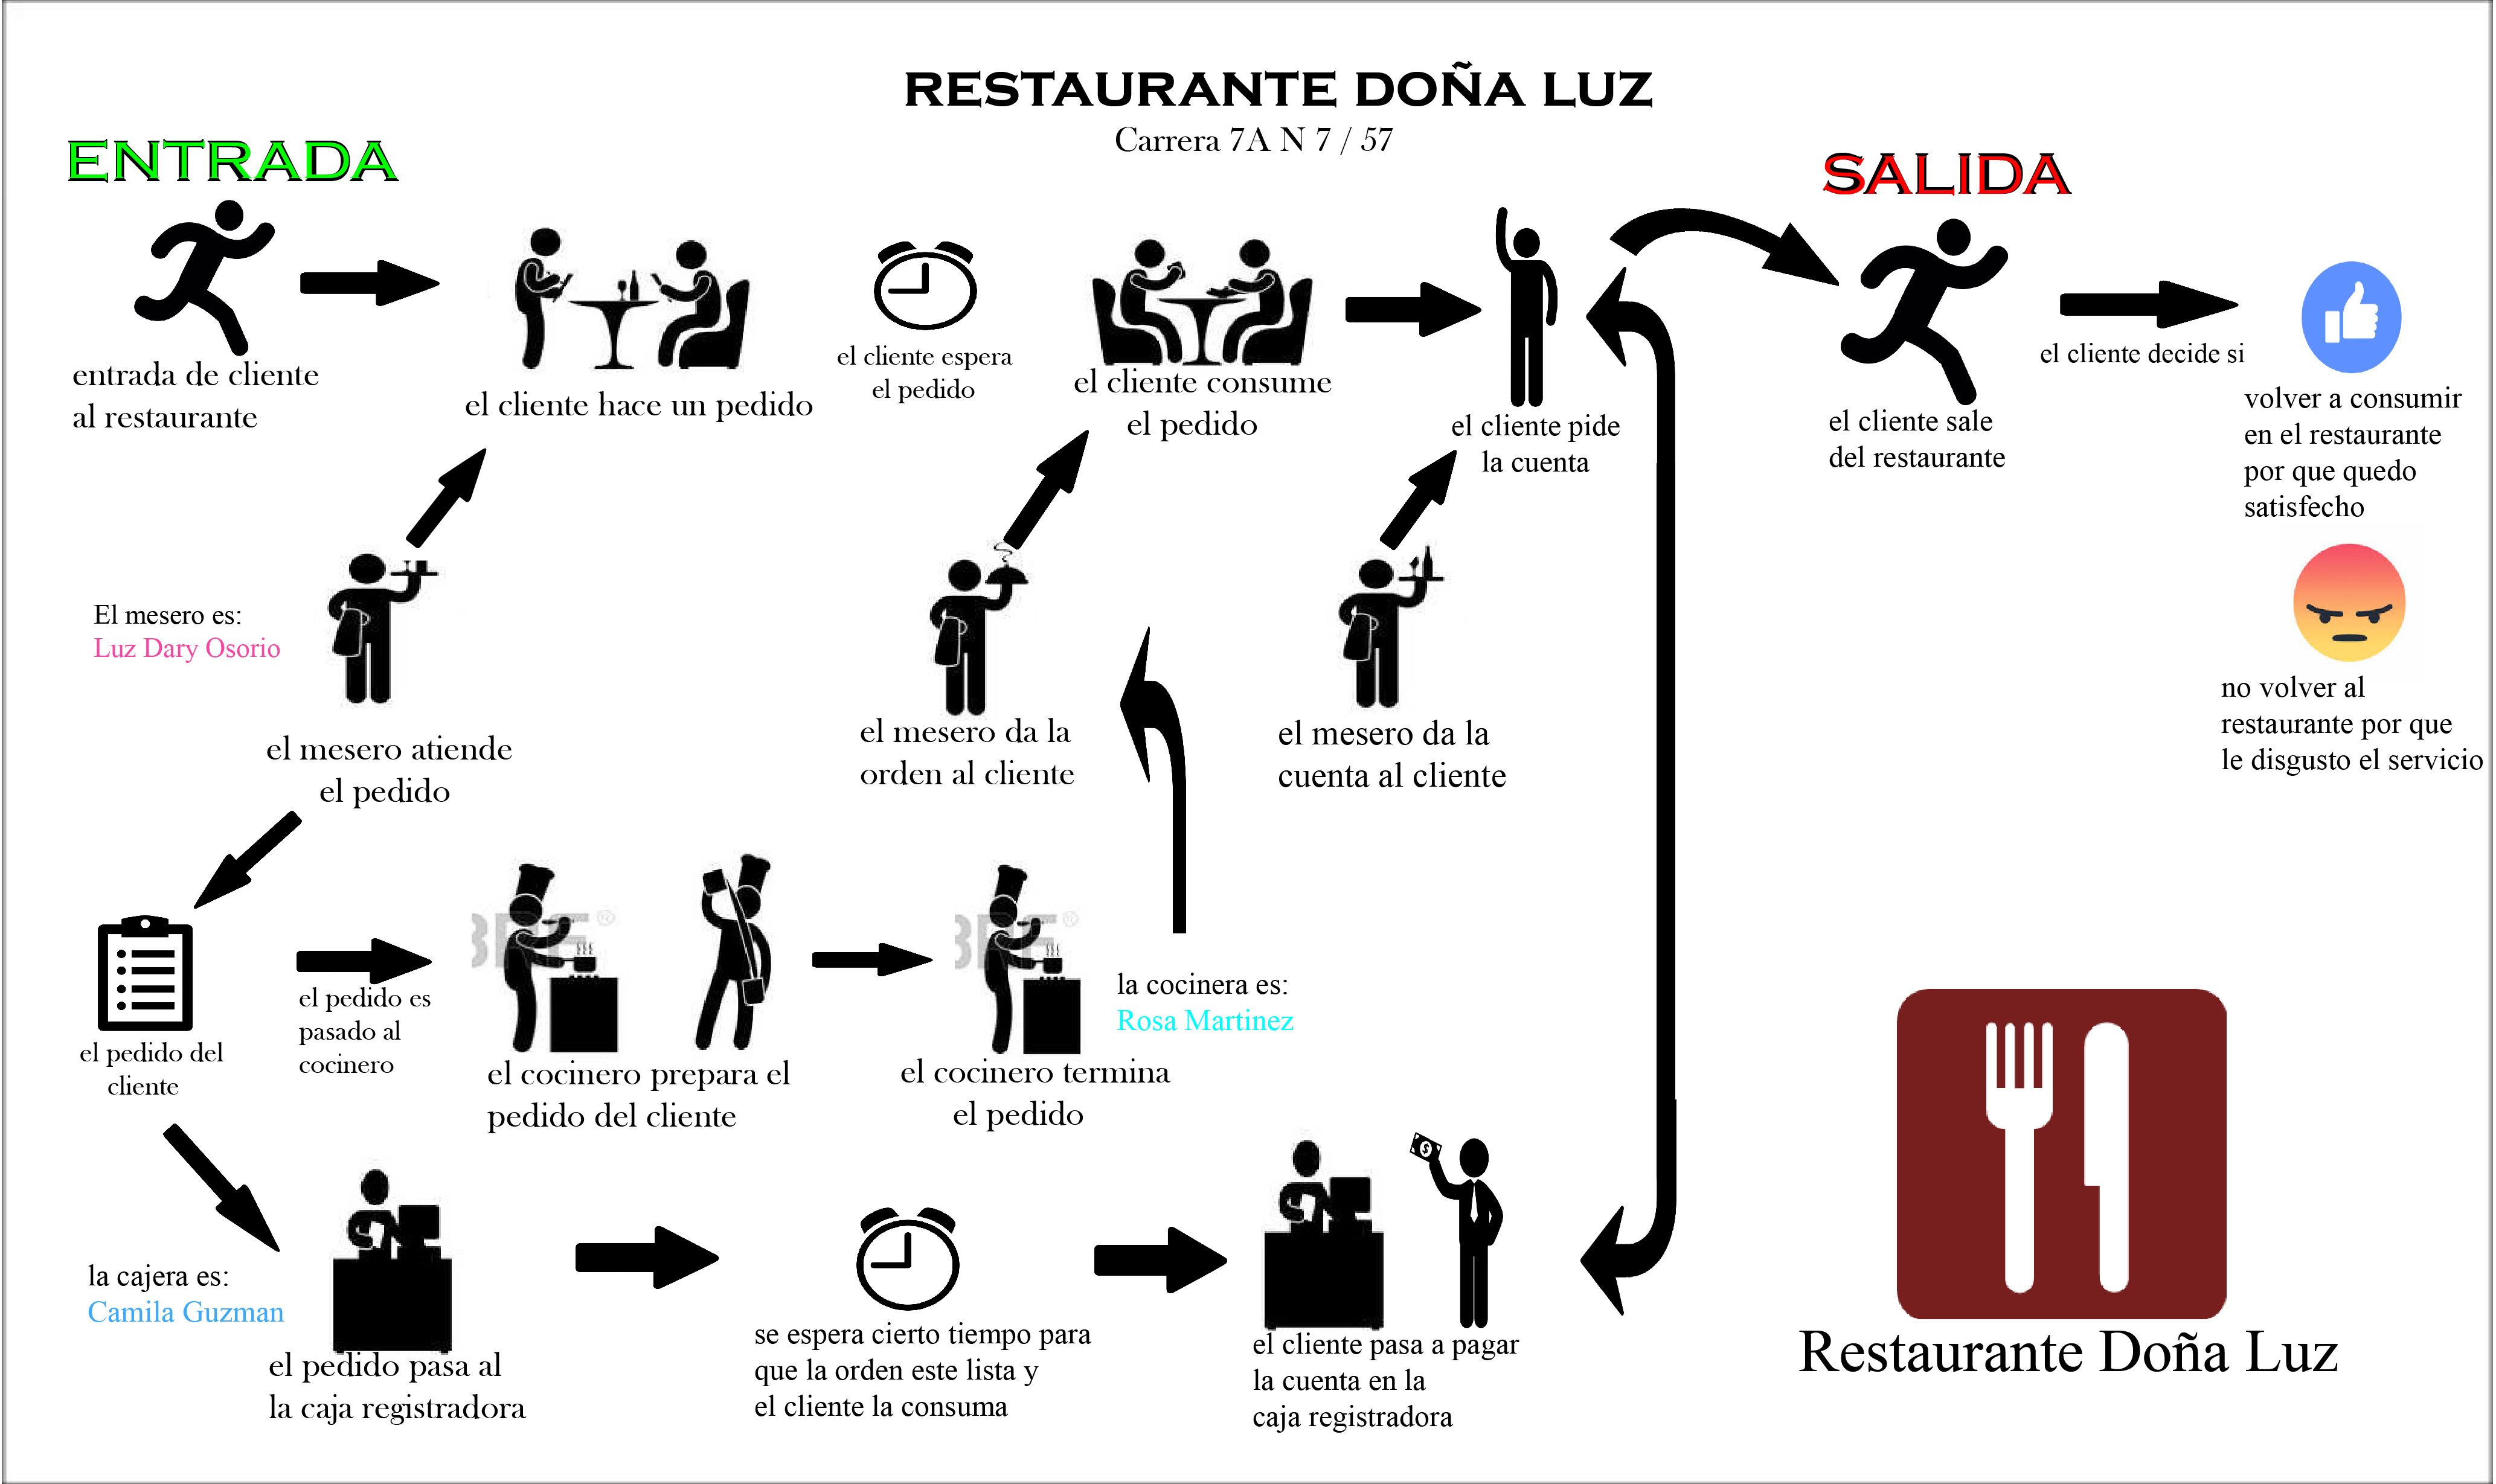 RESTAURANTE DOÑA LUZ
Carrera 7A N 7 / 57
ENTRADA
SALIDA
entrada de cliente
al restaurante
el cliente hace un pedido
el cliente espera
el pedido
el cliente consume
el pedido
el cliente pide
la cuenta
el cliente sale
del restaurante
el cliente decide si
volver a consumir
en el restaurante
por que quedo
satisfecho
no volver al
restaurante por que
le disgusto el servicio
El mesero es:
Luz Dary Osorio
el mesero atiende
el pedido
el mesero da la
orden al cliente
el mesero da la
cuenta al cliente
el pedido del
cliente
el pedido es
pasado al
cocinero
el cocinero prepara el
pedido del cliente
el cocinero termina
el pedido
la cocinera es:
Rosa Martinez
la cajera es:
Camila Guzman
el pedido pasa al
la caja registradora
se espera cierto tiempo para
que la orden este lista y
el cliente la consuma
$
el cliente pasa a pagar
la cuenta en la
caja registradora
Restaurante Doña Luz